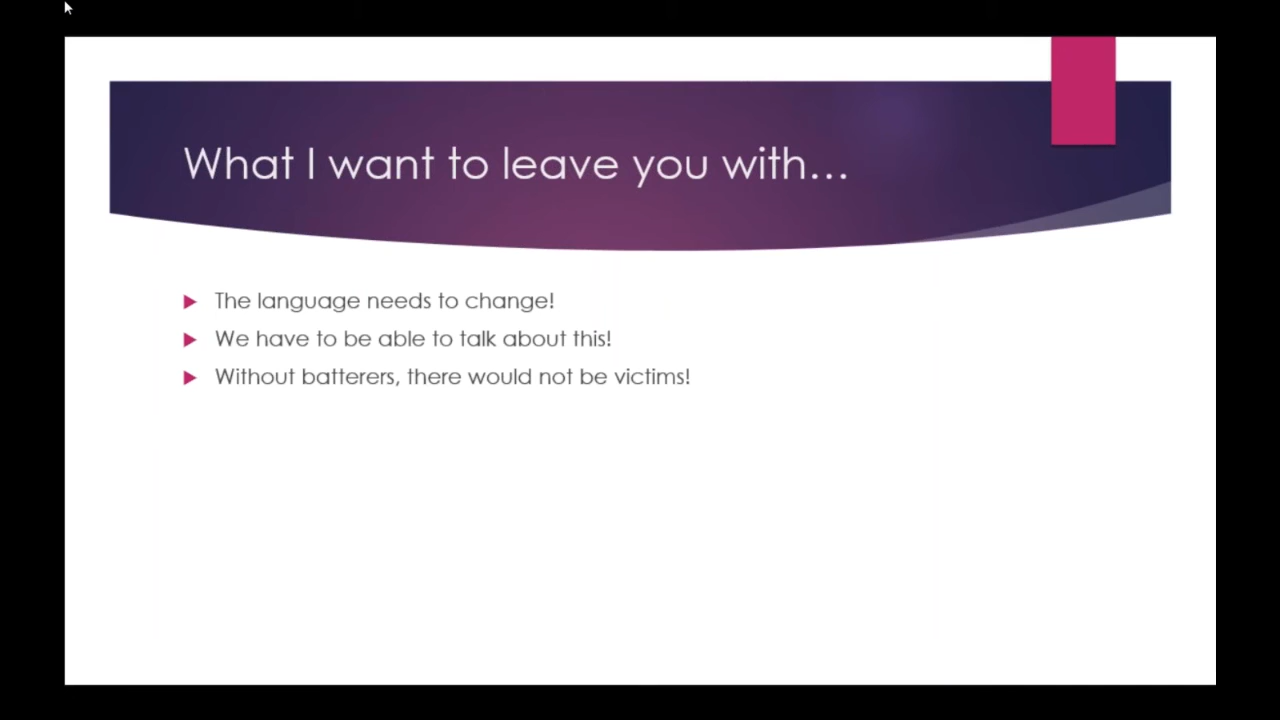 What I want to leave you with...
The language needs to change!
We have to be able to talk about this!
Without batterers, there would not be victims!